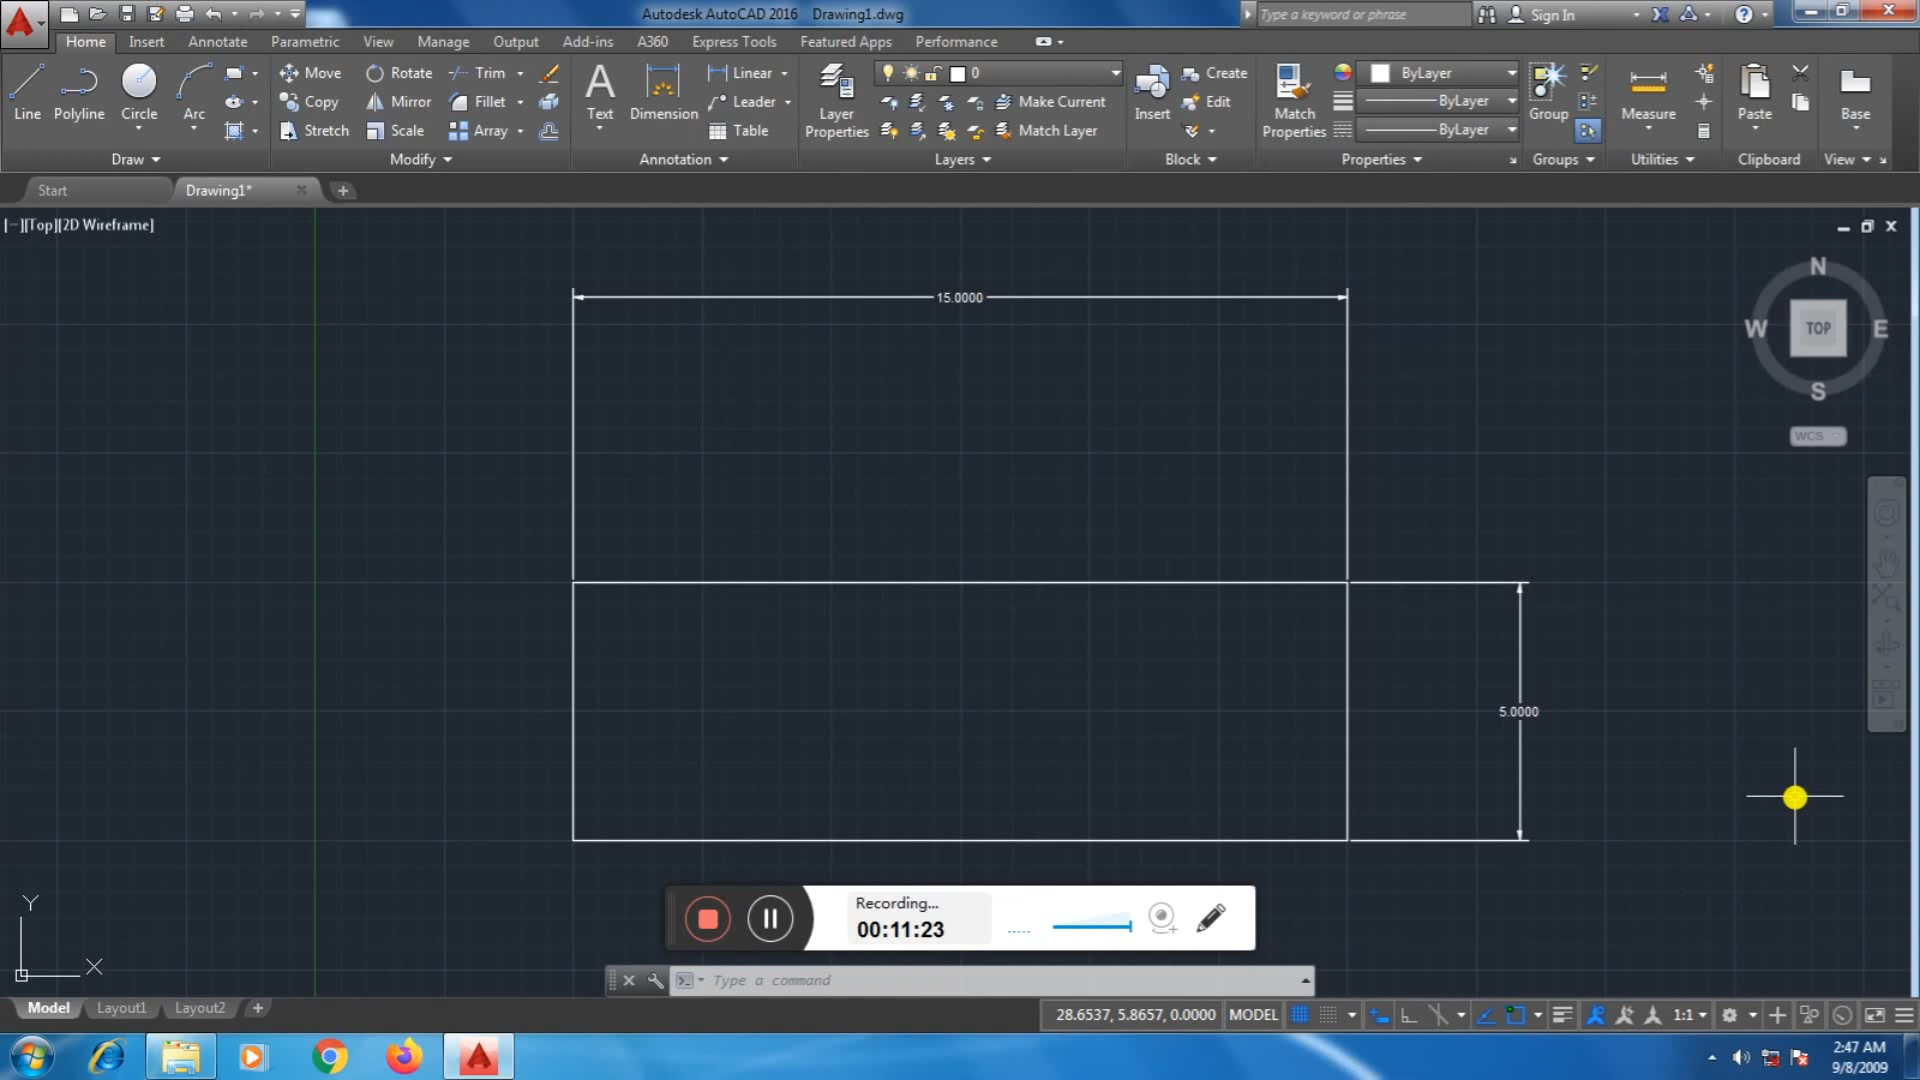 Autodesk AutoCAD 2016 Drawing1.dwg
Type a keyword or phrase
Sign In
Home Insert Annotate Parametric View Manage Output Add-ins A360 Express Tools Featured Apps Performance
Line
Polyline
Circle
Arc
Move
Rotate
Trim
Copy
Mirror
Fillet
Stretch
Scale
Array
Text
Dimension
Linear
Leader
Table
Layer
Properties
0
Make Current
Match Layer
Insert
Create
Edit
Match
Properties
ByLayer
ByLayer
ByLayer
Group
Measure
Paste
Base
Draw
Modify
Annotation
Layers
Block
Properties
Groups
Utilities
Clipboard
View
Start
Drawing1*
[−][Top][2D Wireframe]
N
W
TOP
E
S
WCS
15.0000
5.0000
Y
X
Recording...
00:11:23
Type a command
Model Layout1 Layout2
28.6537, 5.8657, 0.0000
MODEL
1:1
2:47 AM
9/8/2009